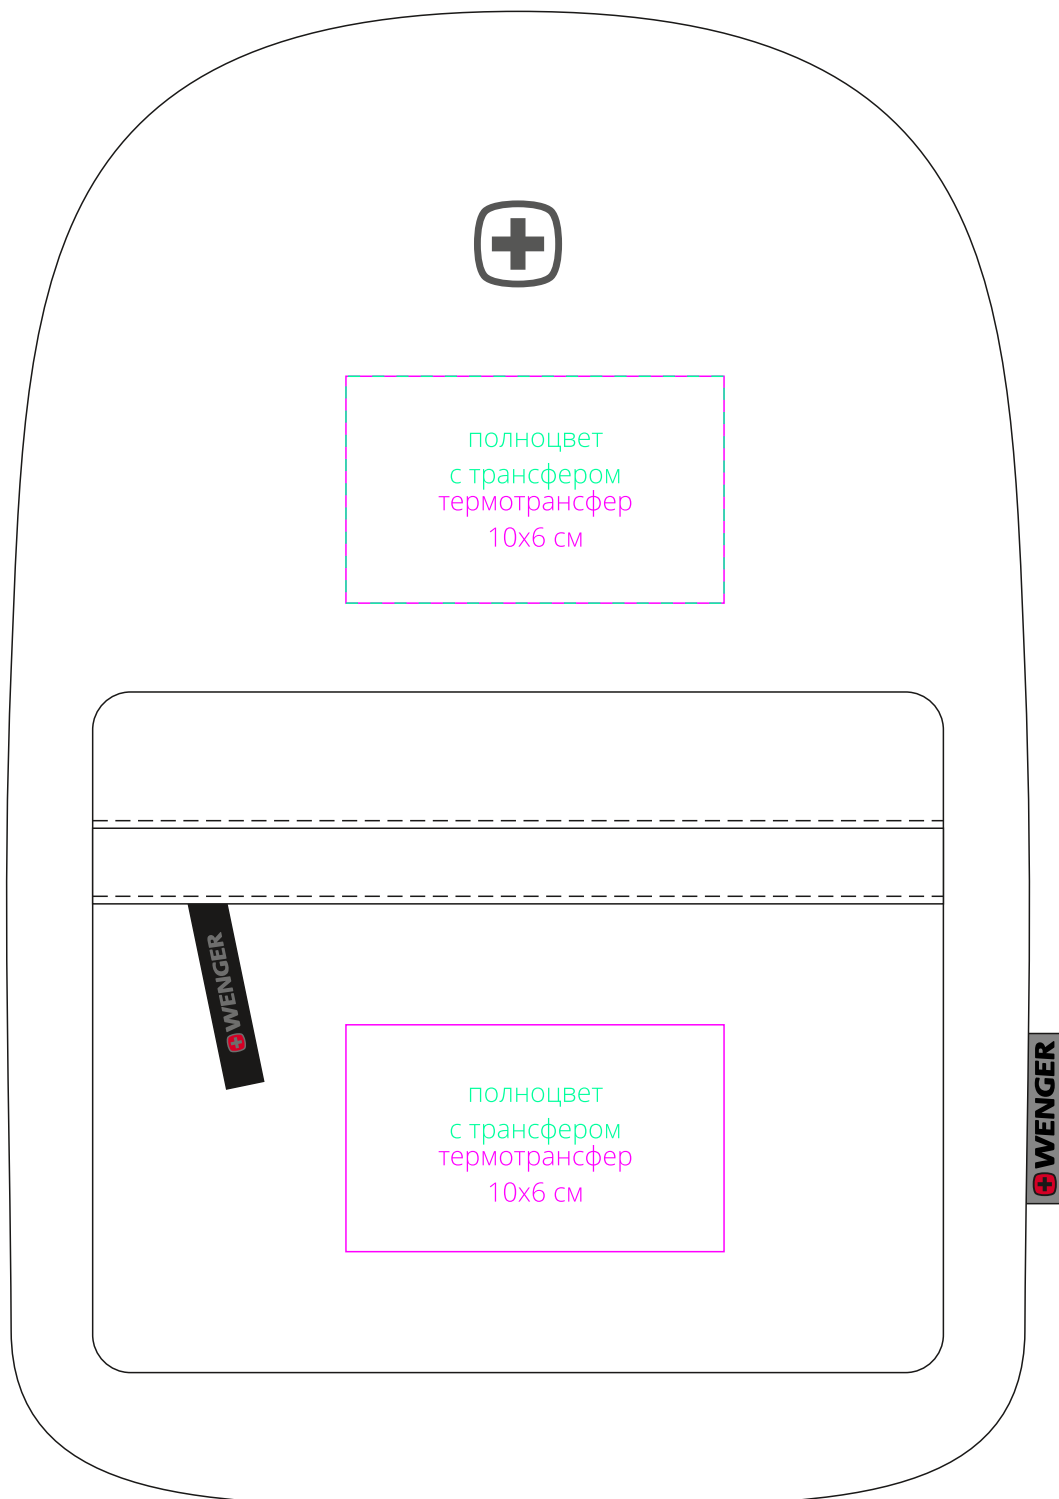 полноцвет
с трансфером
термотрансфер
10х6 см
WENGER
полноцвет
с трансфером
термотрансфер
10х6 см
WENGER